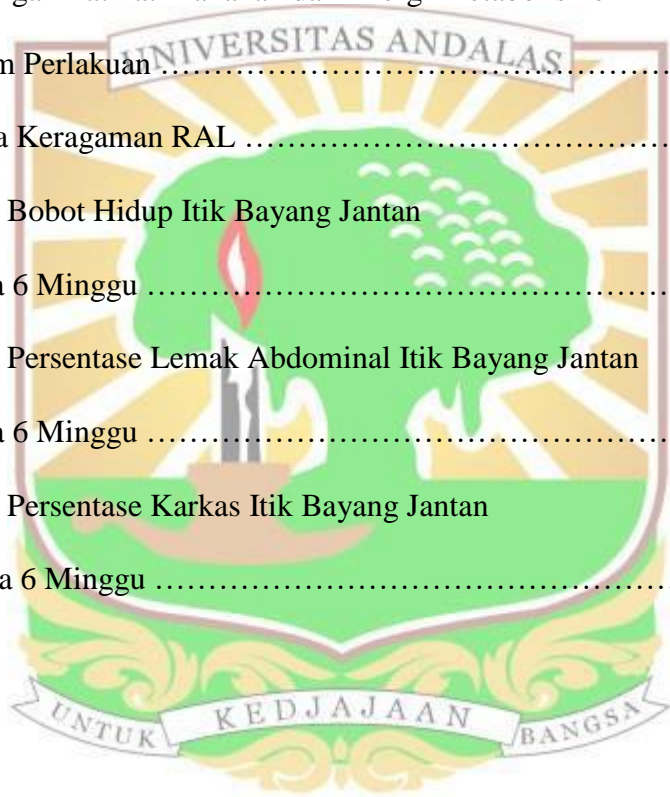 UNIVERSITAS ANDALAS
m Perlakuan ……………………………………………
a Keragaman RAL ……………………………………
Bobot Hidup Itik Bayang Jantan
a 6 Minggu ……………………………………………
Persentase Lemak Abdominal Itik Bayang Jantan
a 6 Minggu ……………………………………………
Persentase Karkas Itik Bayang Jantan
a 6 Minggu ……………………………………………
UNTUK KEDJAJAAN BANGSA